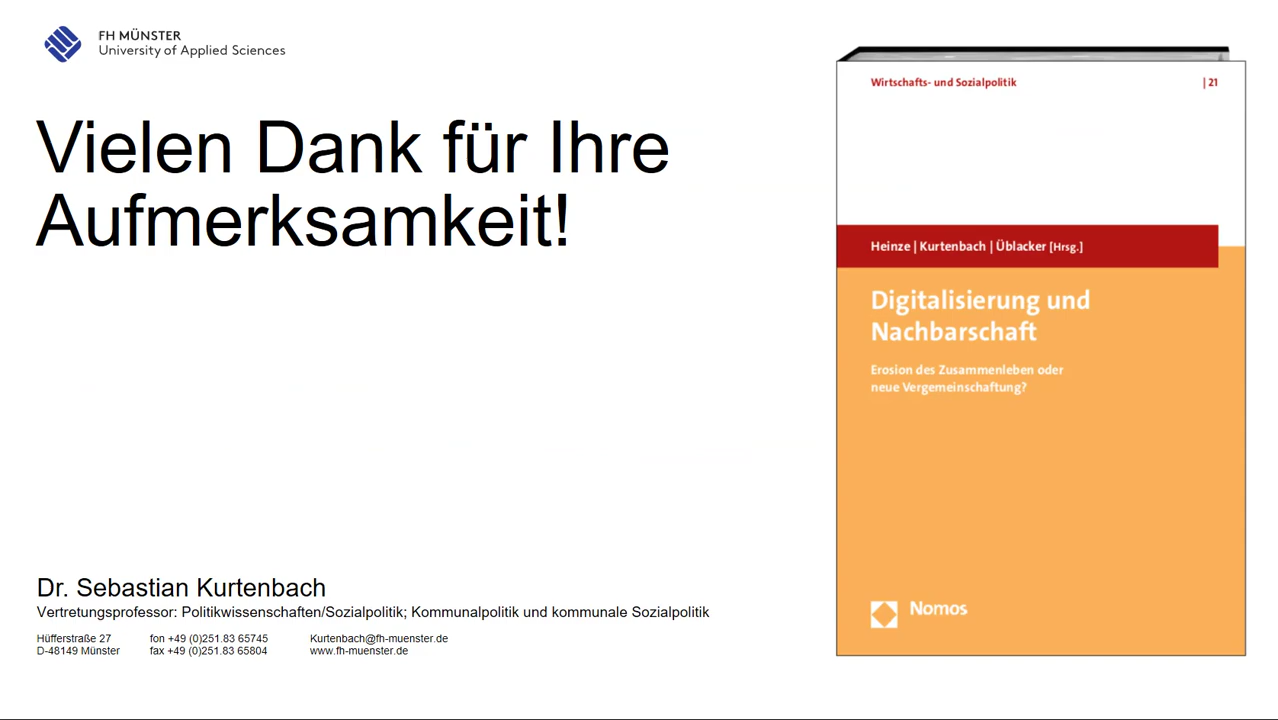 FH MÜNSTER
University of Applied Sciences
Vielen Dank für Ihre
Aufmerksamkeit!
Dr. Sebastian Kurtenbach
Vertretungsprofessor: Politikwissenschaften/Sozialpolitik; Kommunalpolitik und kommunale Sozialpolitik
Hüfferstraße 27 fon +49 (0)251.83 65745 Kurtenbach@fh-muenster.de
D-48149 Münster fax +49 (0)251.83 65804 www.fh-muenster.de
Wirtschafts- und Sozialpolitik | 21
Heinze | Kurtenbach | Üblacker [Hrsg.]
Digitalisierung und
Nachbarschaft
Erosion des Zusammenleben oder
neue Vergemeinschaftung?
Nomos